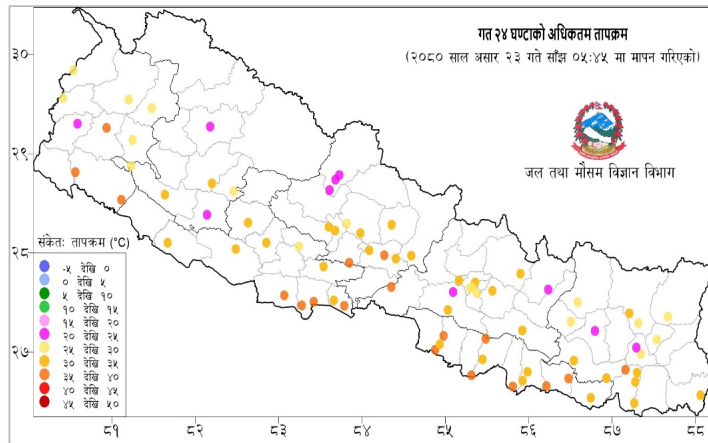 गत २४ घण्टाको अधिकतम तापक्रम
(२०८० साल असार २३ गते साँझ ०५:४५ मा मापन गरिएको)
जल तथा मौसम विज्ञान विभाग
३०
२९
२८
२७
संकेतः तापक्रम (°C)
-५ देखि ०
० देखि ५
५ देखि १०
१० देखि १५
१५ देखि २०
२० देखि २५
२५ देखि ३०
३० देखि ३५
३५ देखि ४०
४० देखि ४५
४५ देखि ५०
८१ ८२ ८३ ८४ ८५ ८६ ८७ ८८